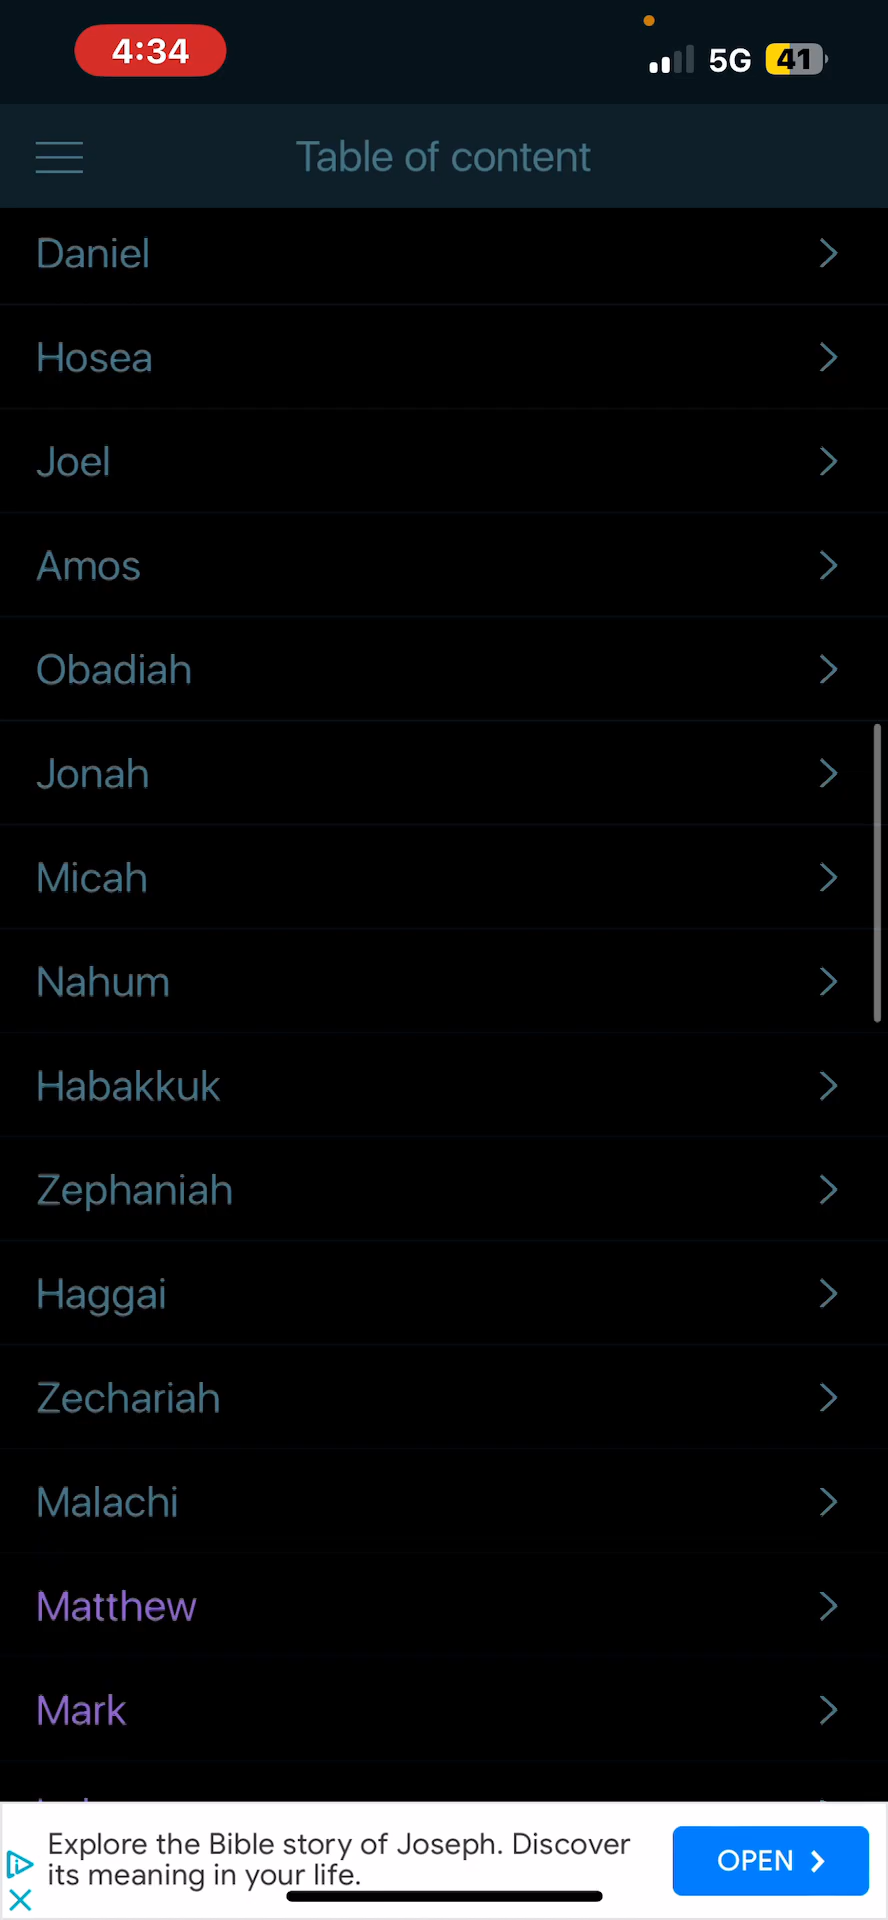 4:34
5G 41
Table of content
Daniel
Hosea
Joel
Amos
Obadiah
Jonah
Micah
Nahum
Habakkuk
Zephaniah
Haggai
Zechariah
Malachi
Matthew
Mark
Explore the Bible story of Joseph. Discover
its meaning in your life.
OPEN